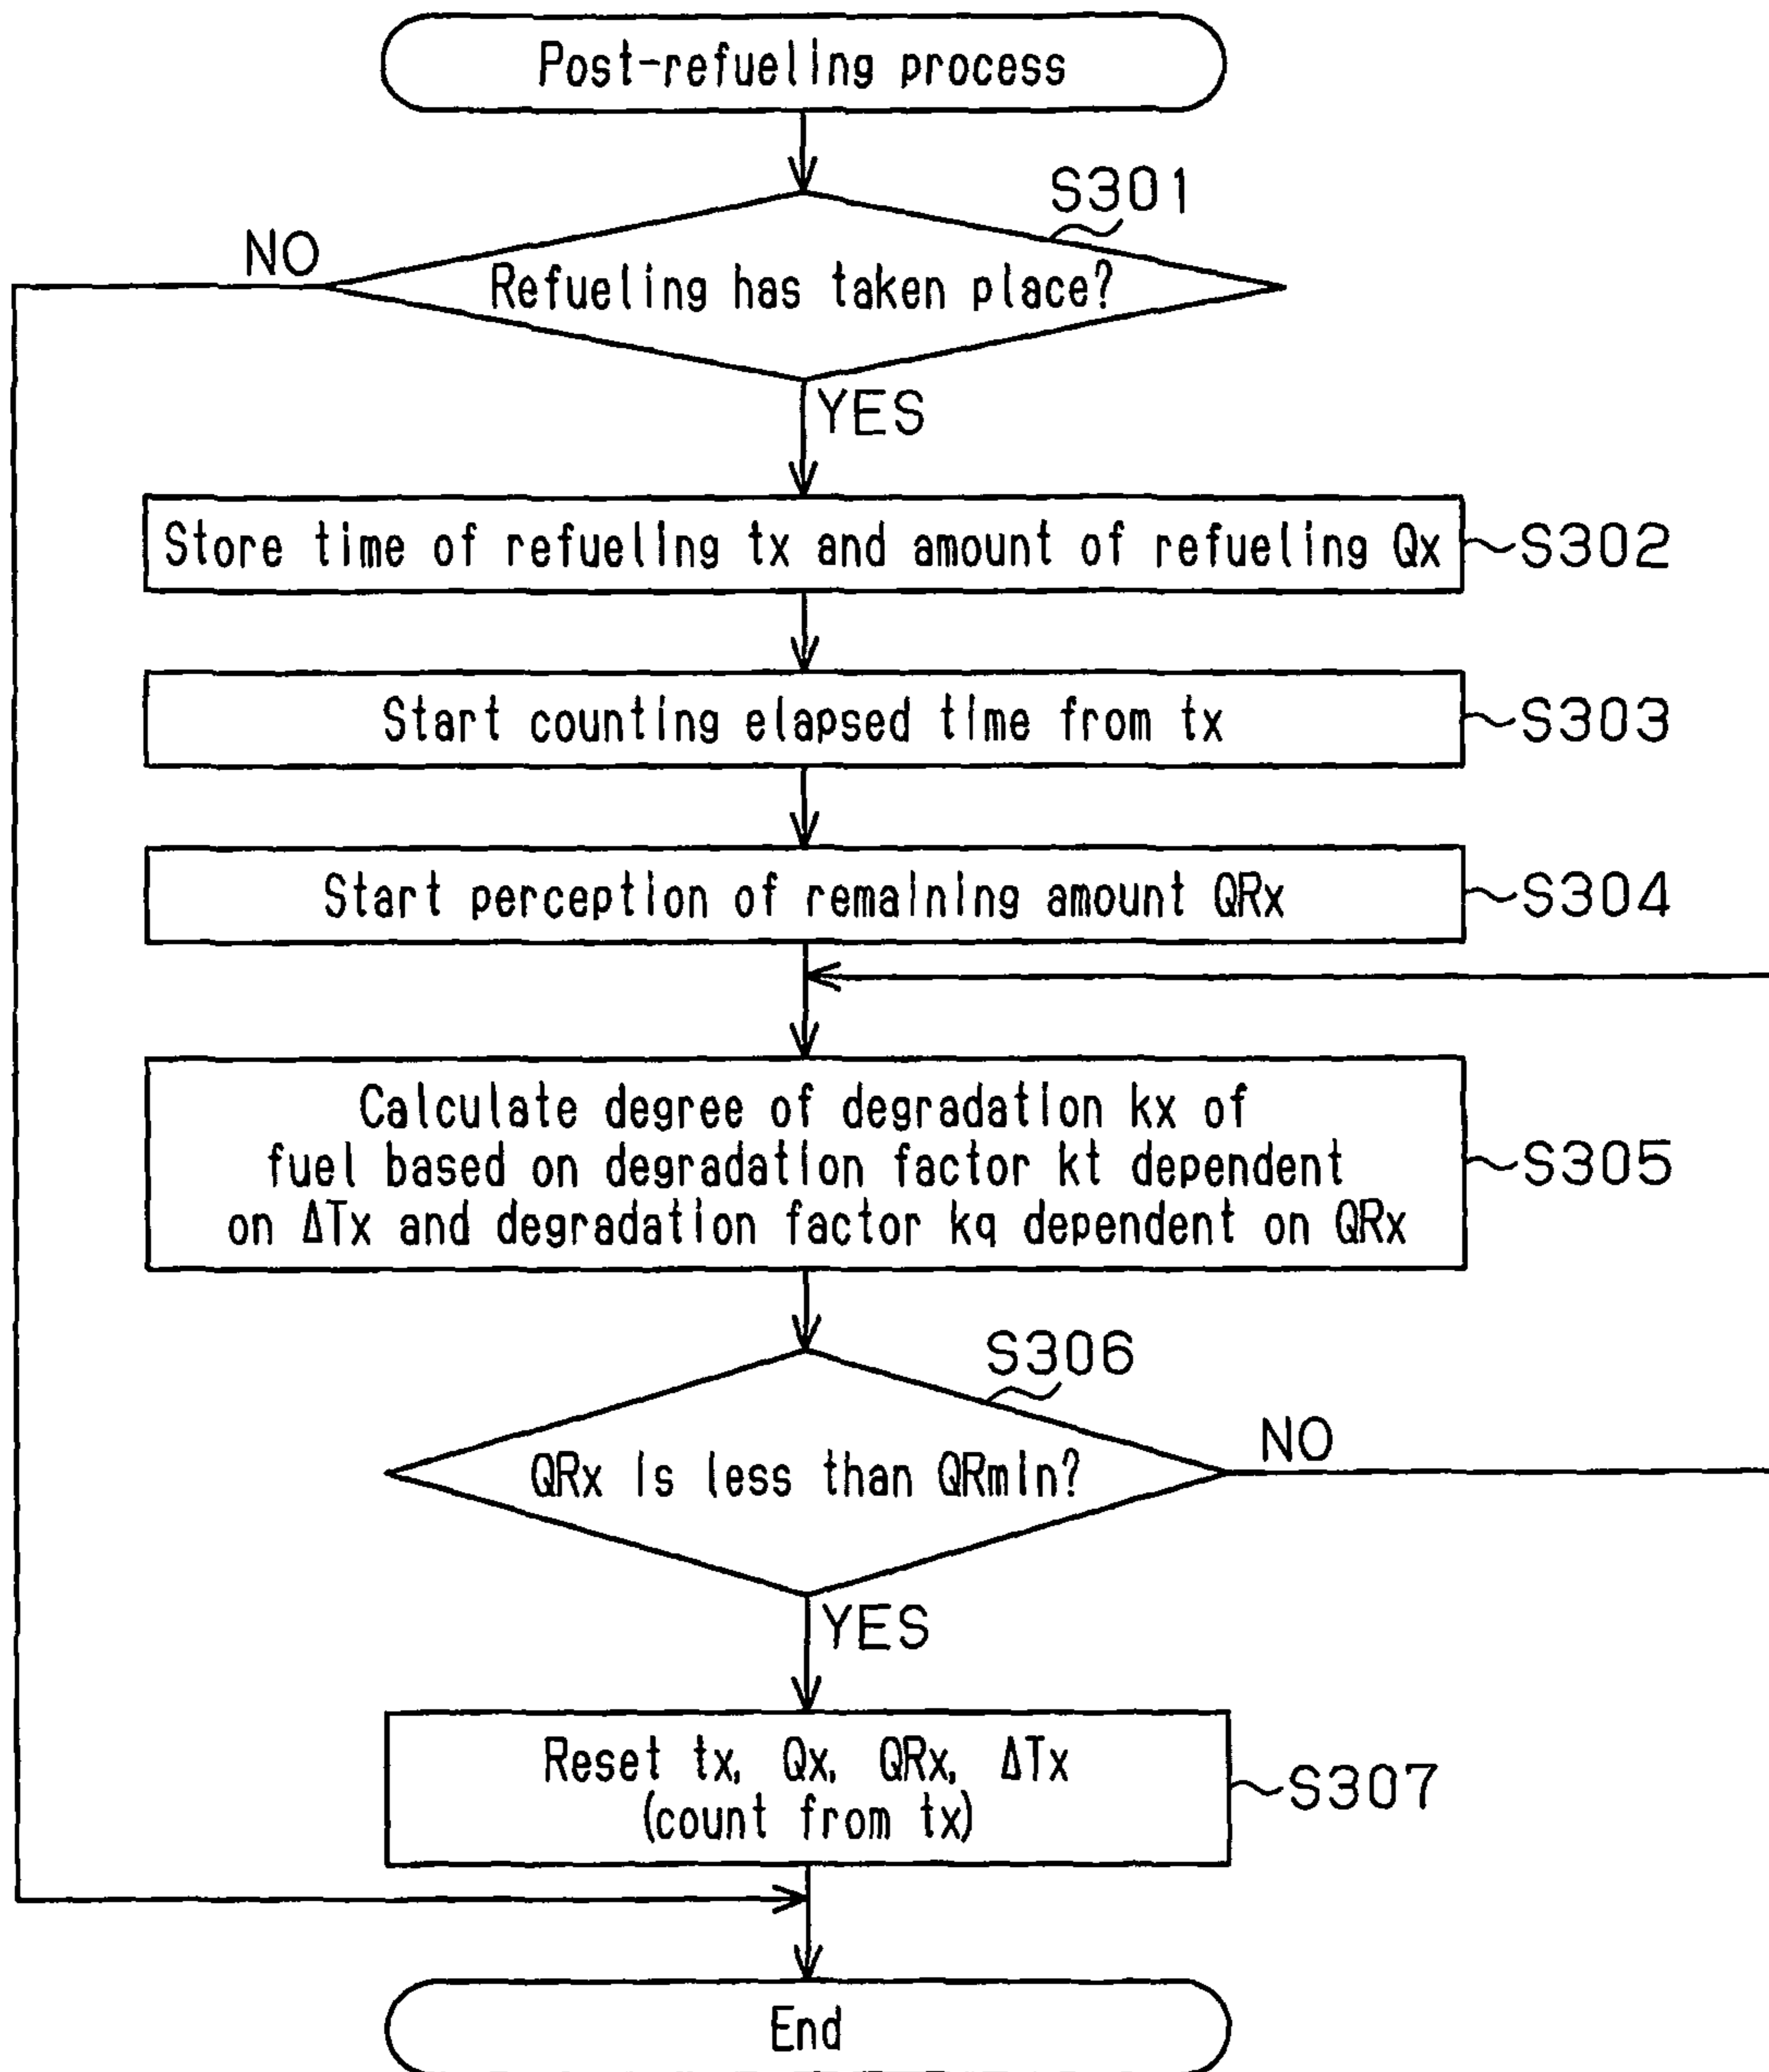 Post-refueling process
S301
NO
Refueling has taken place?
YES
Store time of refueling tx and amount of refueling Qx
S302
Start counting elapsed time from tx
S303
Start perception of remaining amount QRx
S304
Calculate degree of degradation kx of
fuel based on degradation factor kt dependent
on ΔTx and degradation factor kq dependent on QRx
S305
S306
NO
QRx is less than QRmin?
YES
Reset tx, Qx, QRx, ΔTx
(count from tx)
S307
End